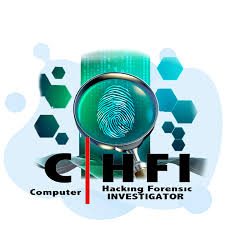 C|HFI
Computer
Hacking Forensic
INVESTIGATOR